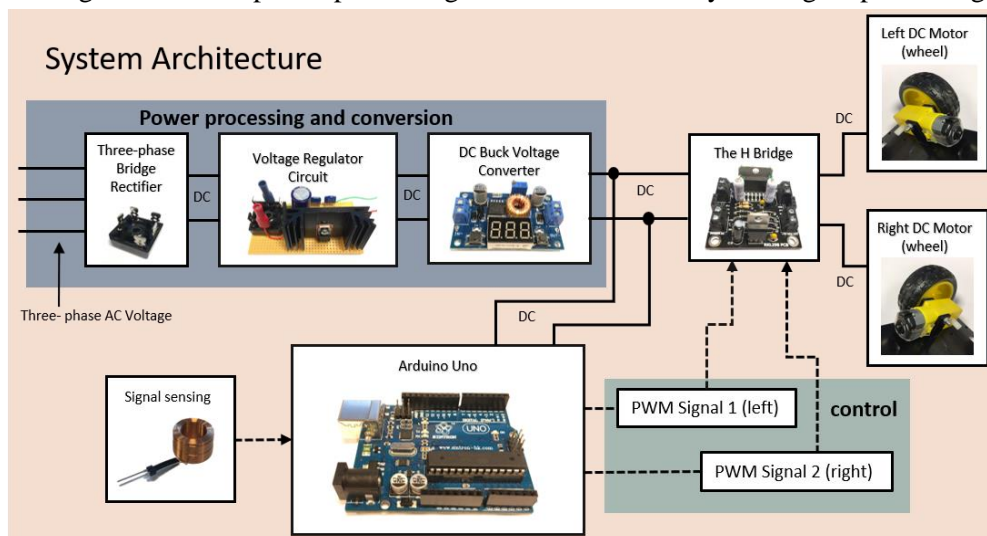 System Architecture
Power processing and conversion
Three-phase
Bridge
Rectifier
DC
Voltage Regulator
Circuit
DC
DC Buck Voltage
Converter
DC
The H Bridge
DC
Left DC Motor
(wheel)
DC
Right DC Motor
(wheel)
Three- phase AC Voltage
DC
Signal sensing
Arduino Uno
UNO
PWM Signal 1 (left)
control
PWM Signal 2 (right)